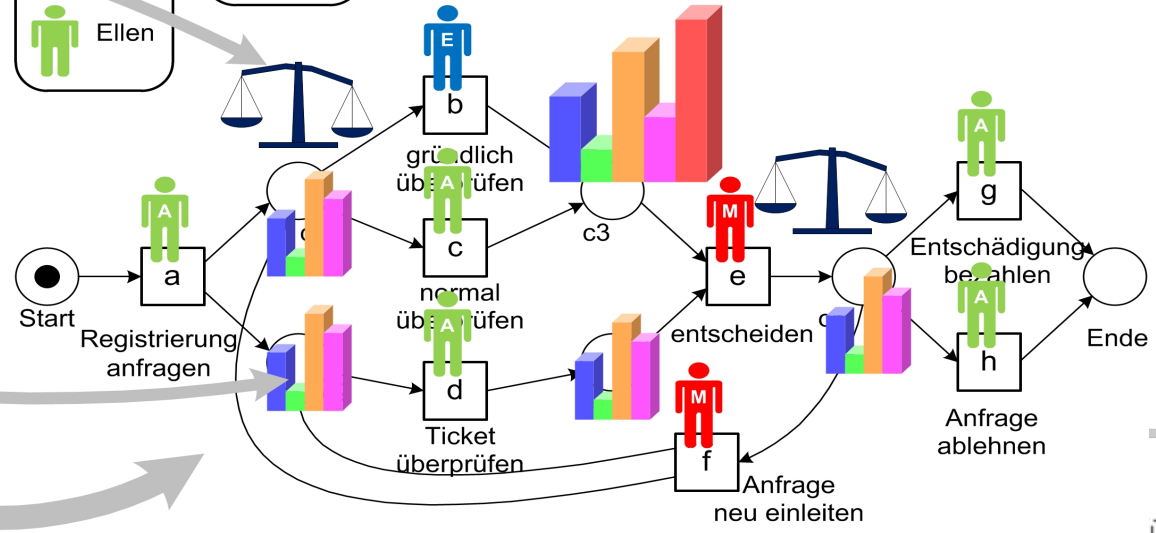 Ellen
E
b
gründlich
überprüfen
A
a
Start
Registrierung
anfragen
A
c
normal
überprüfen
c3
M
e
entscheiden
A
g
Entschädigung
bezahlen
A
h
Anfrage
ablehnen
Ende
A
d
Ticket
überprüfen
M
f
Anfrage
neu einleiten